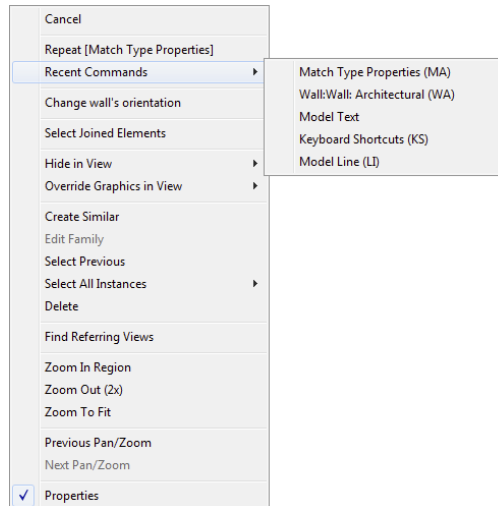 Cancel
Repeat [Match Type Properties]
Recent Commands
Match Type Properties (MA)
Wall:Wall: Architectural (WA)
Model Text
Keyboard Shortcuts (KS)
Model Line (LI)
Change wall's orientation
Select Joined Elements
Hide in View
Override Graphics in View
Create Similar
Edit Family
Select Previous
Select All Instances
Delete
Find Referring Views
Zoom In Region
Zoom Out (2x)
Zoom To Fit
Previous Pan/Zoom
Next Pan/Zoom
Properties